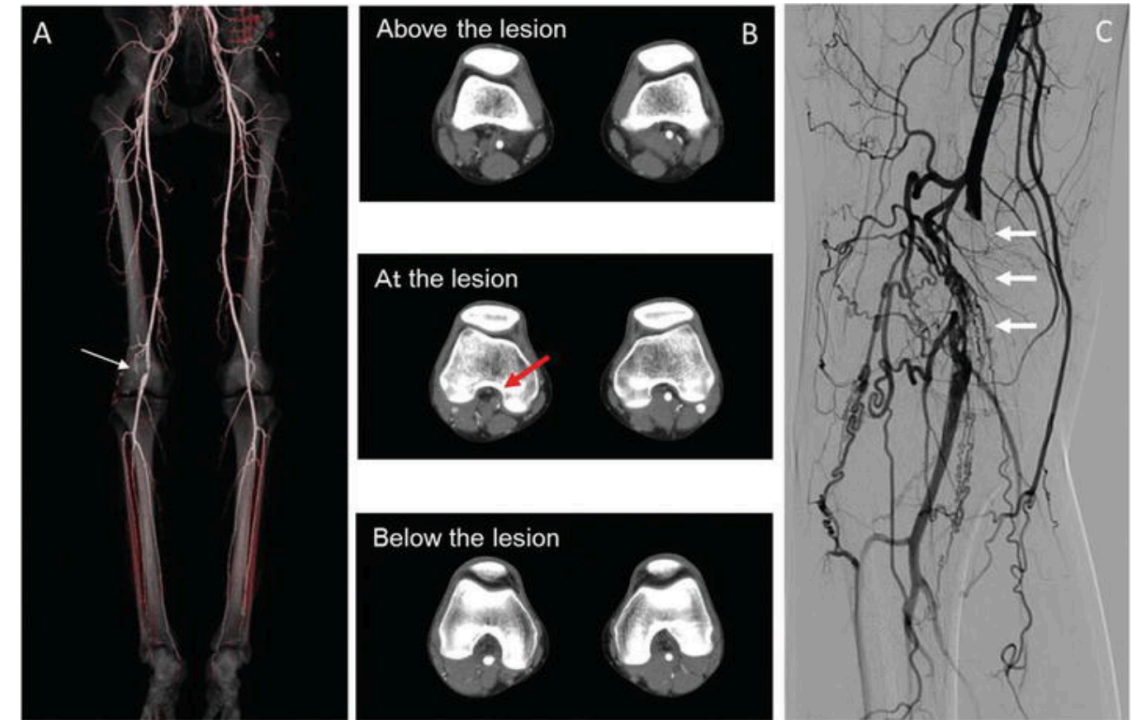 A
Above the lesion
B
At the lesion
Below the lesion
C